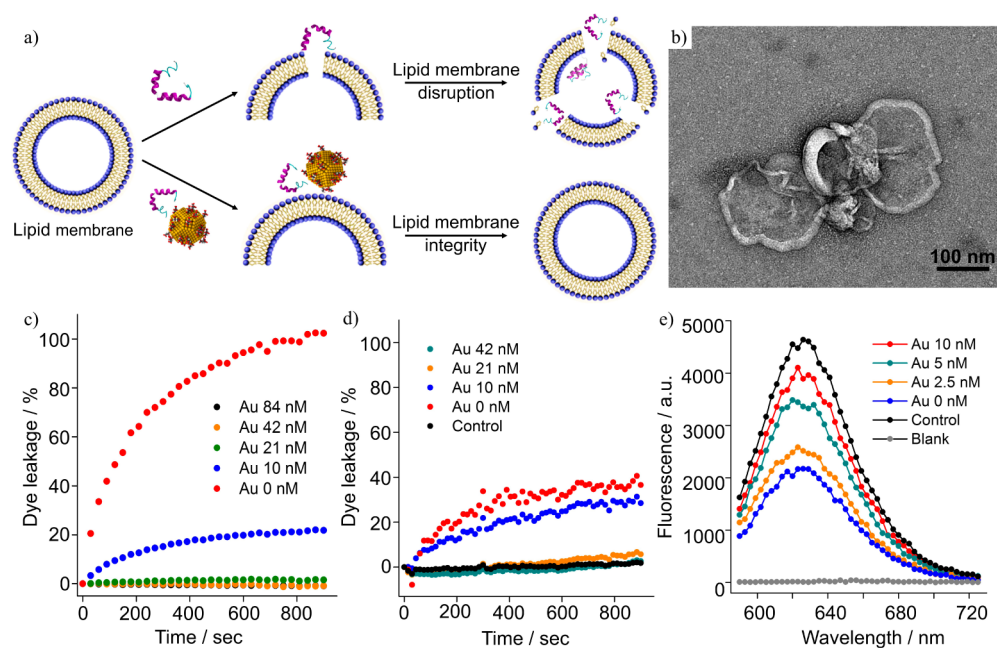 a)
Lipid membrane
Lipid membrane
disruption
Lipid membrane
integrity
b)
100 nm
c)
100
80
60
40
20
0
Dye leakage / %
Au 84 nM
Au 42 nM
Au 21 nM
Au 10 nM
Au 0 nM
0 200 400 600 800
Time / sec
d)
100
80
60
40
20
0
Dye leakage / %
Au 42 nM
Au 21 nM
Au 10 nM
Au 0 nM
Control
0 200 400 600 800
Time / sec
e)
5000
4000
3000
2000
1000
0
Fluorescence / a.u.
Au 10 nM
Au 5 nM
Au 2.5 nM
Au 0 nM
Control
Blank
600 640 680 720
Wavelength / nm